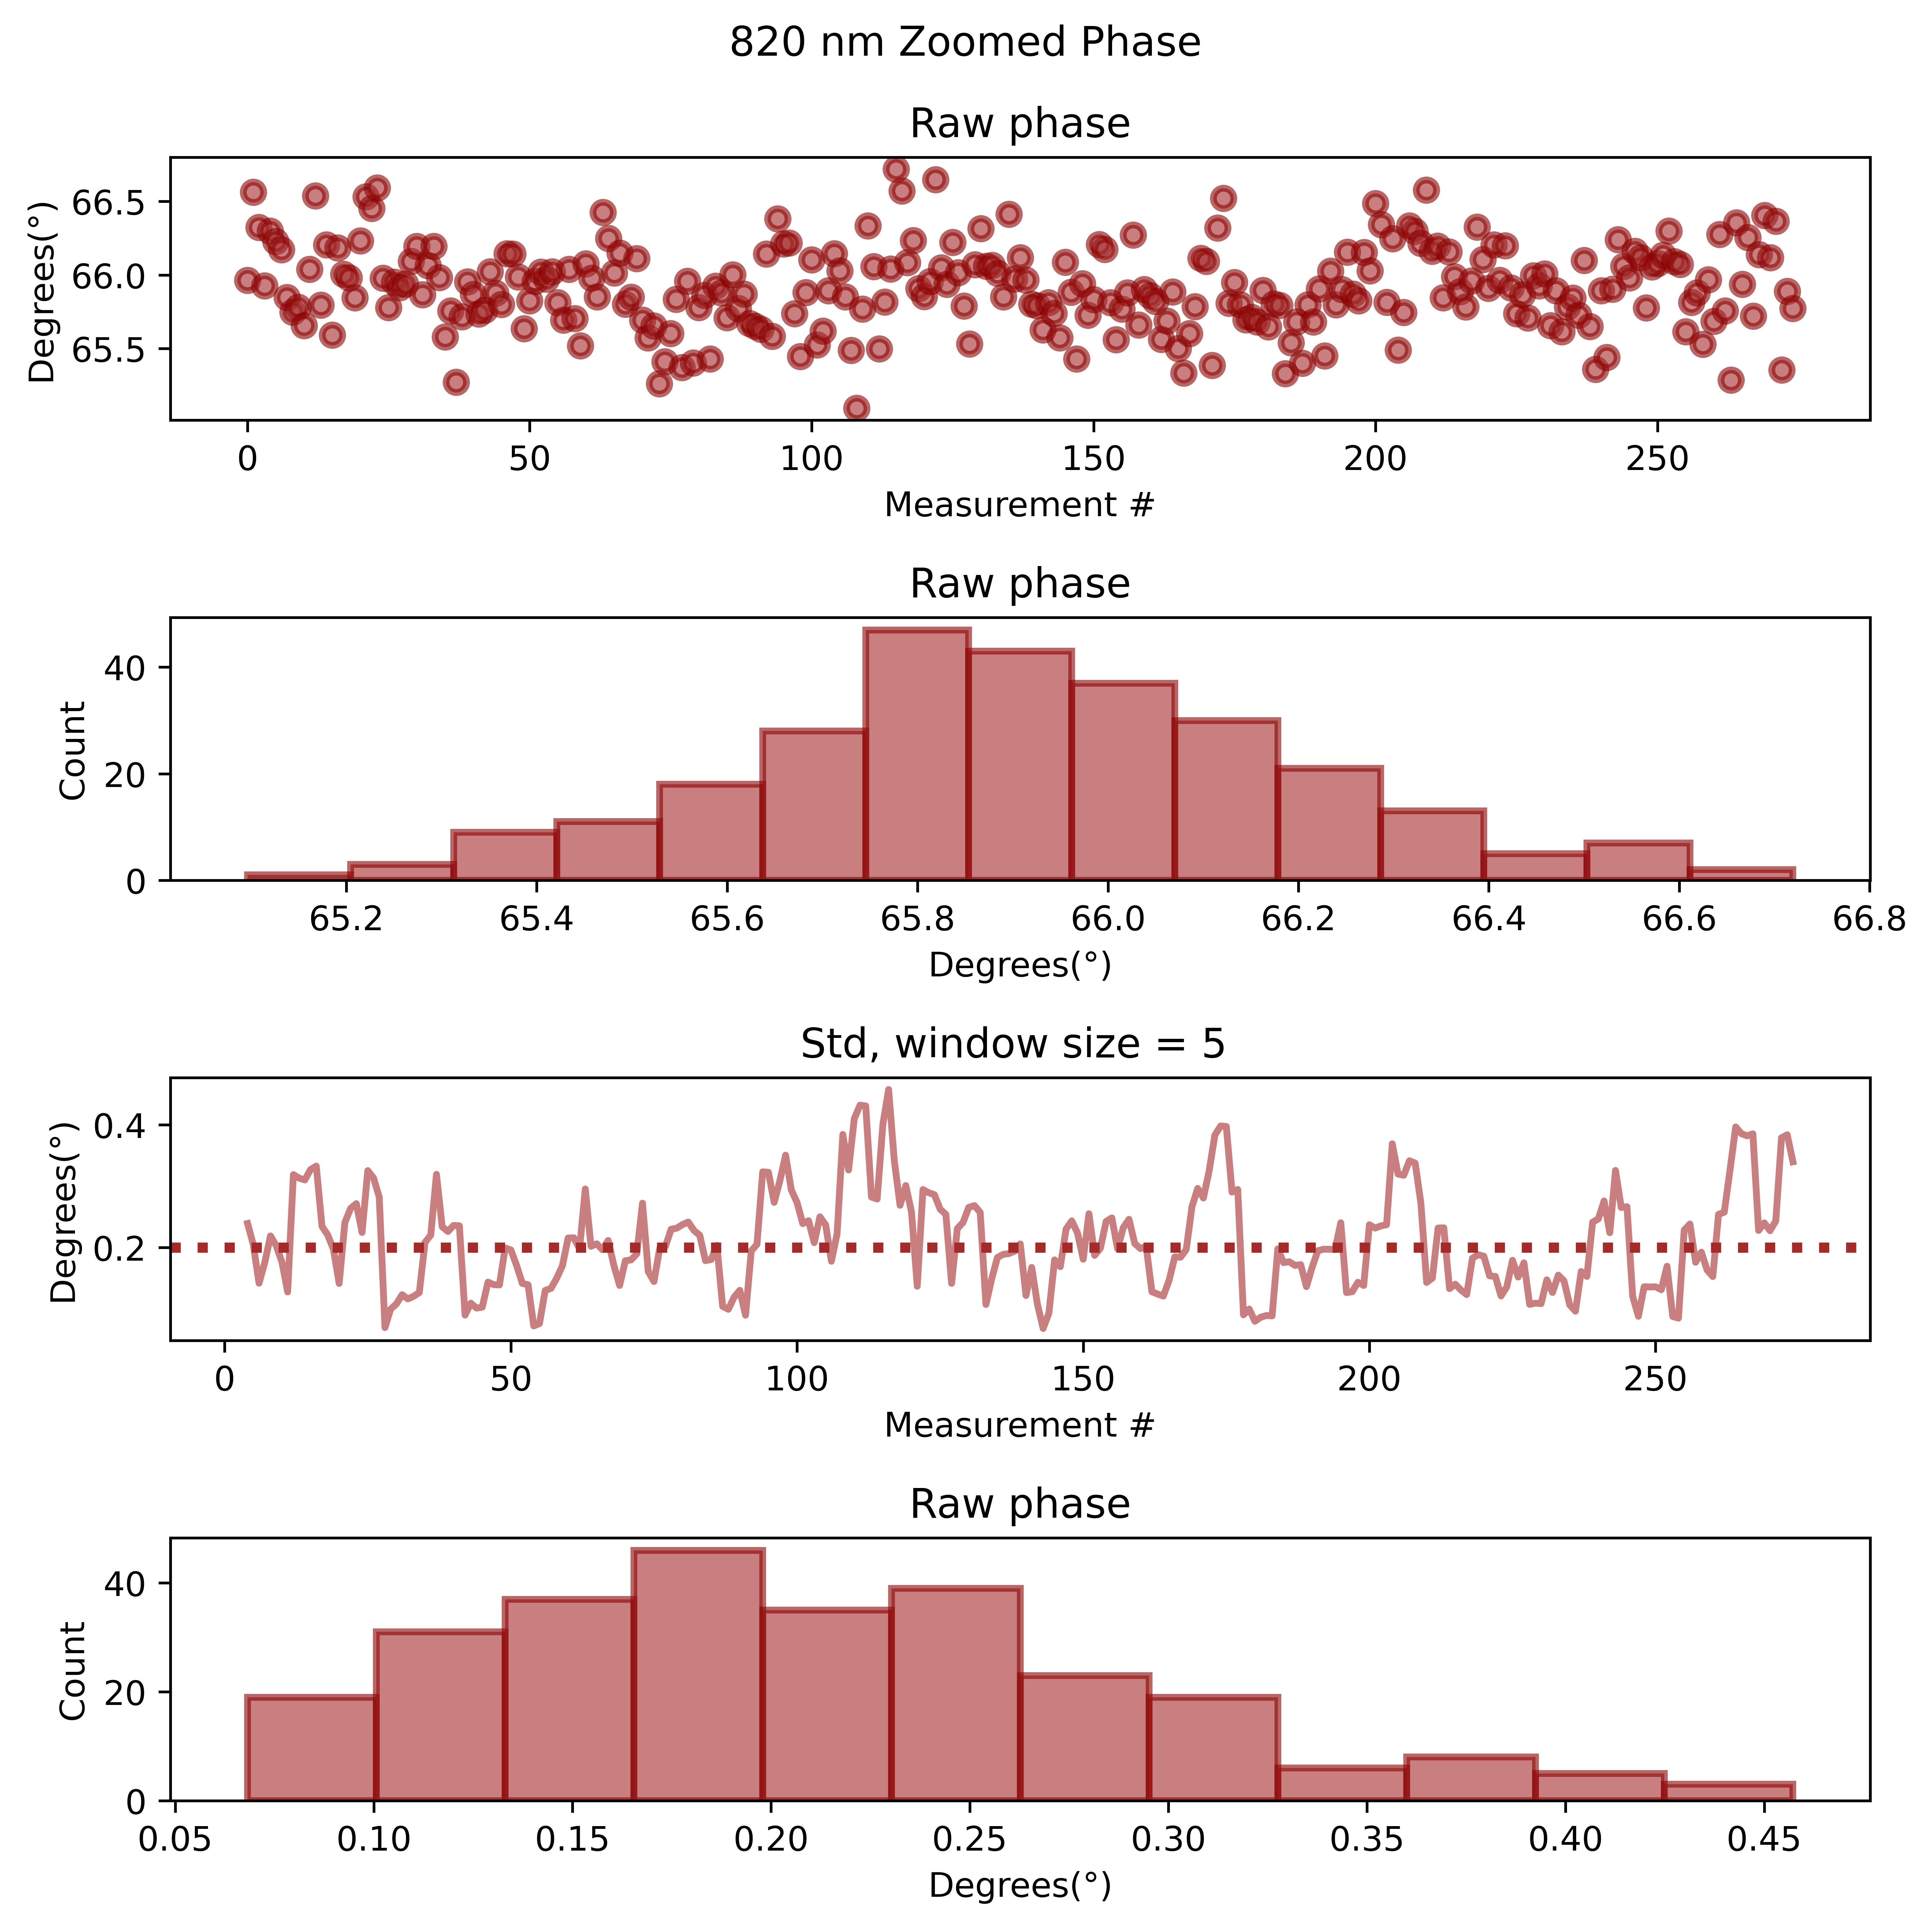 820 nm Zoomed Phase
Raw phase
Degrees(°)
66.5
66.0
65.5
0 50 100 150 200 250
Measurement #
Raw phase
Count
40
20
0
65.2 65.4 65.6 65.8 66.0 66.2 66.4 66.6 66.8
Degrees(°)
Std, window size = 5
Degrees(°)
0.4
0.2
0 50 100 150 200 250
Measurement #
Raw phase
Count
40
20
0
0.05 0.10 0.15 0.20 0.25 0.30 0.35 0.40 0.45
Degrees(°)